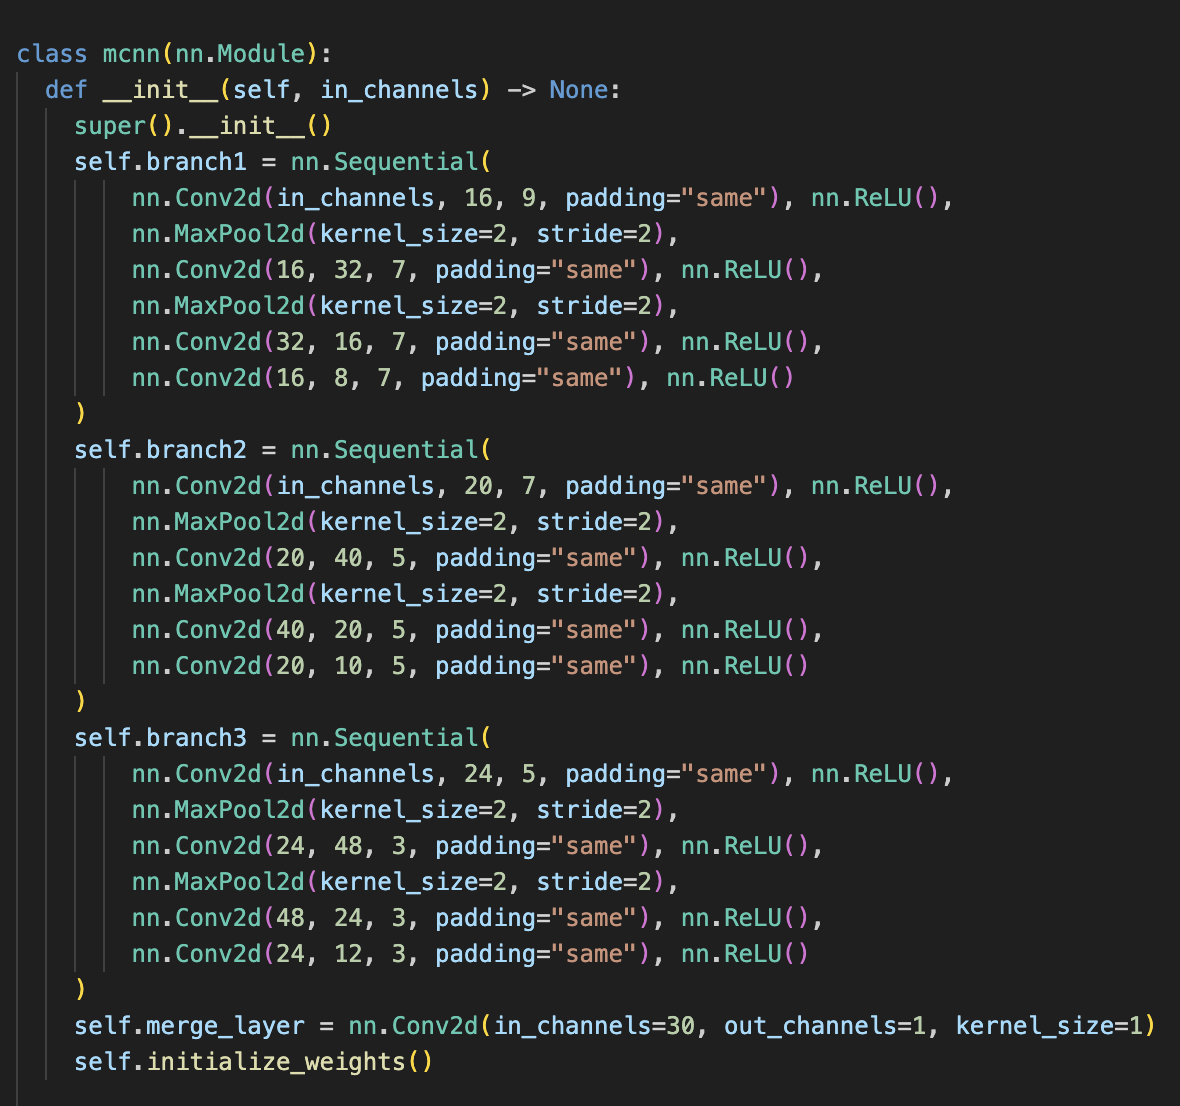 class mcnn(nn.Module):
def __init__(self, in_channels) -> None:
super().__init__()
self.branch1 = nn.Sequential(
nn.Conv2d(in_channels, 16, 9, padding="same"), nn.ReLU(),
nn.MaxPool2d(kernel_size=2, stride=2),
nn.Conv2d(16, 32, 7, padding="same"), nn.ReLU(),
nn.MaxPool2d(kernel_size=2, stride=2),
nn.Conv2d(32, 16, 7, padding="same"), nn.ReLU(),
nn.Conv2d(16, 8, 7, padding="same"), nn.ReLU()
)
self.branch2 = nn.Sequential(
nn.Conv2d(in_channels, 20, 7, padding="same"), nn.ReLU(),
nn.MaxPool2d(kernel_size=2, stride=2),
nn.Conv2d(20, 40, 5, padding="same"), nn.ReLU(),
nn.MaxPool2d(kernel_size=2, stride=2),
nn.Conv2d(40, 20, 5, padding="same"), nn.ReLU(),
nn.Conv2d(20, 10, 5, padding="same"), nn.ReLU()
)
self.branch3 = nn.Sequential(
nn.Conv2d(in_channels, 24, 5, padding="same"), nn.ReLU(),
nn.MaxPool2d(kernel_size=2, stride=2),
nn.Conv2d(24, 48, 3, padding="same"), nn.ReLU(),
nn.MaxPool2d(kernel_size=2, stride=2),
nn.Conv2d(48, 24, 3, padding="same"), nn.ReLU(),
nn.Conv2d(24, 12, 3, padding="same"), nn.ReLU()
)
self.merge_layer = nn.Conv2d(in_channels=30, out_channels=1, kernel_size=1)
self.initialize_weights()